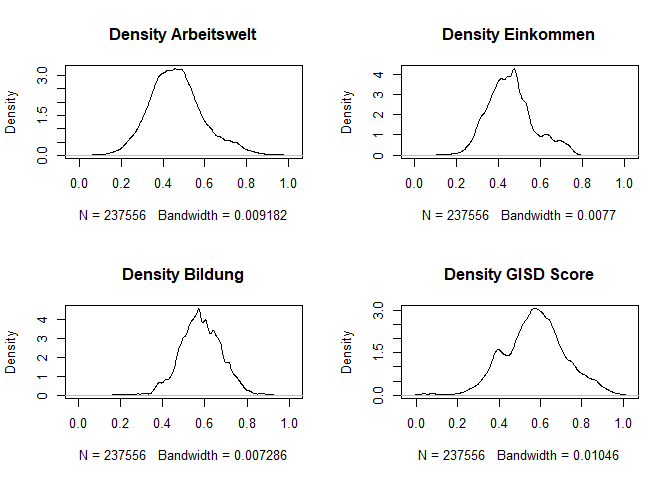 Density Arbeitswelt
Density
0.0 1.5 3.0
0.0 0.2 0.4 0.6 0.8 1.0
N = 237556 Bandwidth = 0.009182
Density Einkommen
Density
0 1 2 3 4
0.0 0.2 0.4 0.6 0.8 1.0
N = 237556 Bandwidth = 0.0077
Density Bildung
Density
0 1 2 3 4
0.0 0.2 0.4 0.6 0.8 1.0
N = 237556 Bandwidth = 0.007286
Density GISD Score
Density
0.0 1.5 3.0
0.0 0.2 0.4 0.6 0.8 1.0
N = 237556 Bandwidth = 0.01046